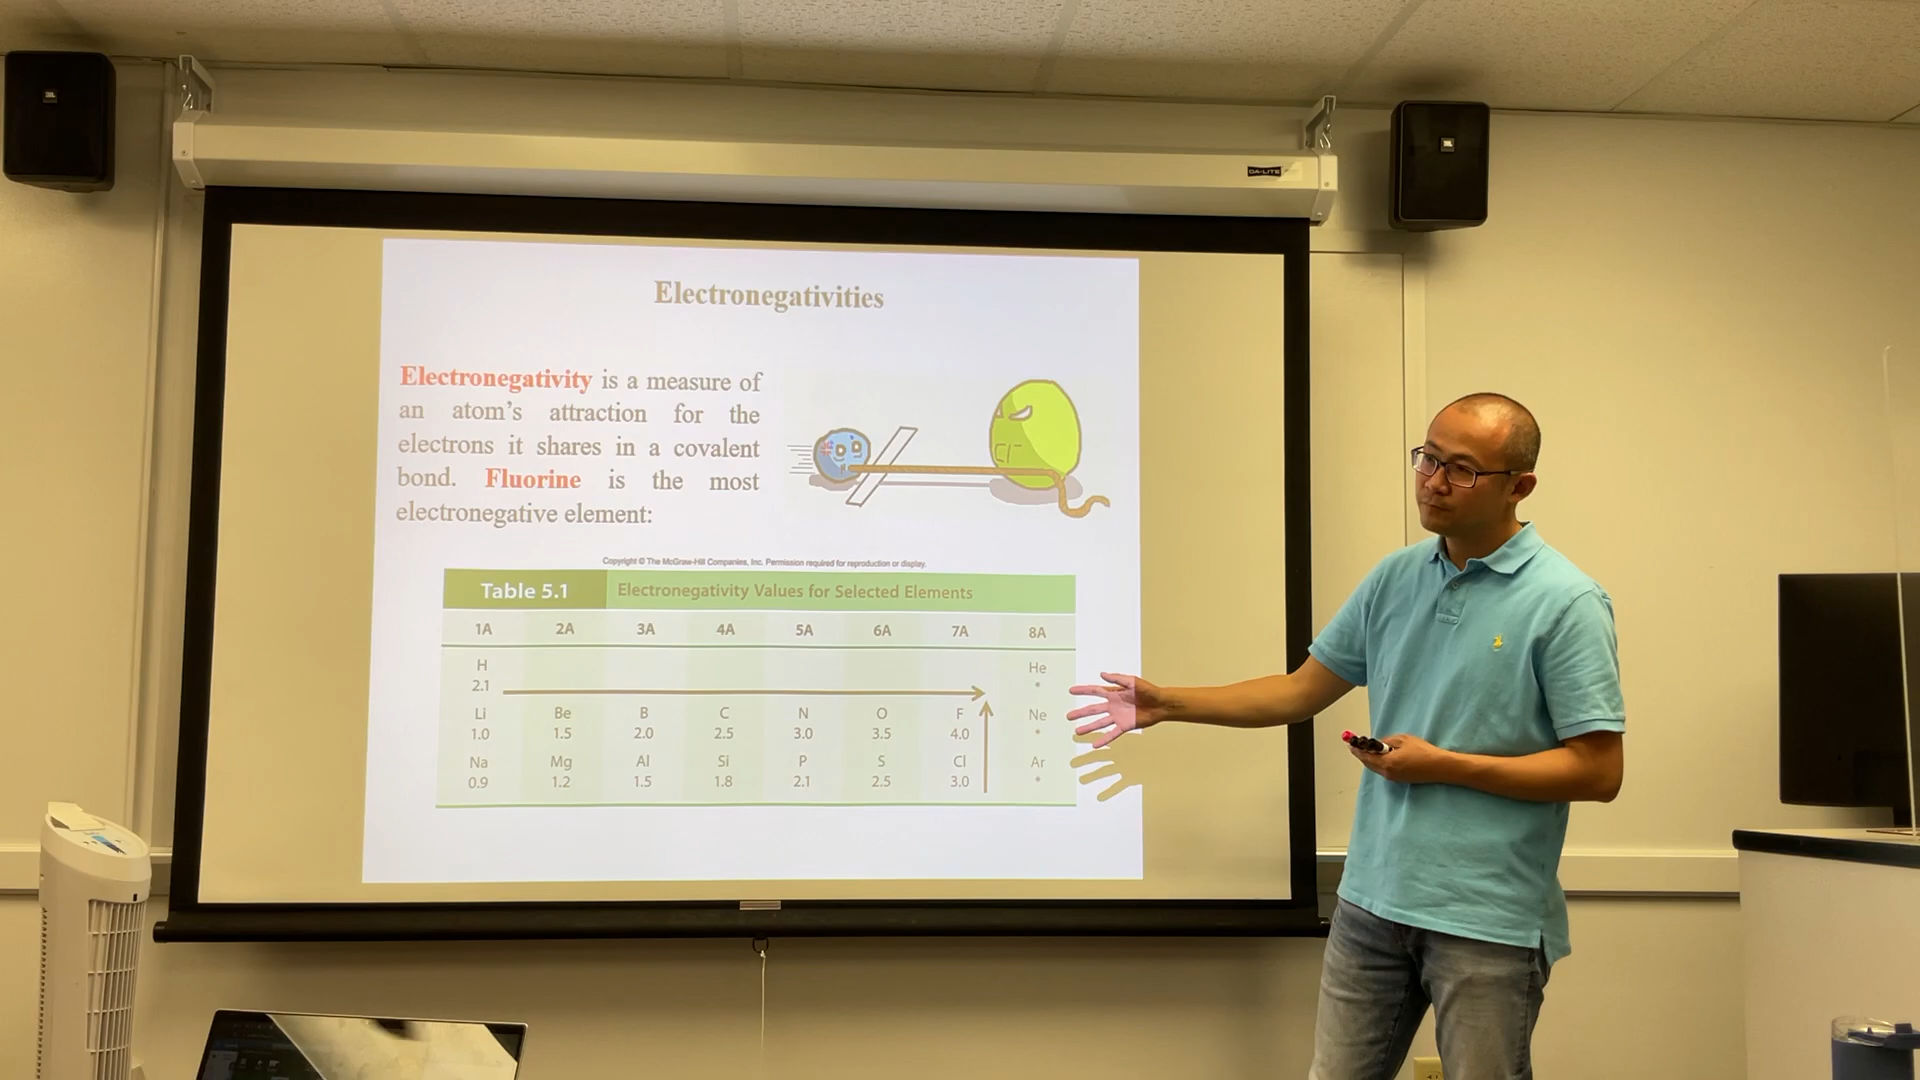 JBL
JBL
DA-LITE
Electronegativities
Electronegativity is a measure of
an atom's attraction for the
electrons it shares in a covalent
bond. Fluorine is the most
electronegative element:
Cl⁻
Copyright © The McGraw-Hill Companies, Inc. Permission required for reproduction or display.
Table 5.1 Electronegativity Values for Selected Elements
1A 2A 3A 4A 5A 6A 7A 8A
H He
2.1 *
Li Be B C N O F Ne
1.0 1.5 2.0 2.5 3.0 3.5 4.0 *
Na Mg Al Si P S Cl Ar
0.9 1.2 1.5 1.8 2.1 2.5 3.0 *